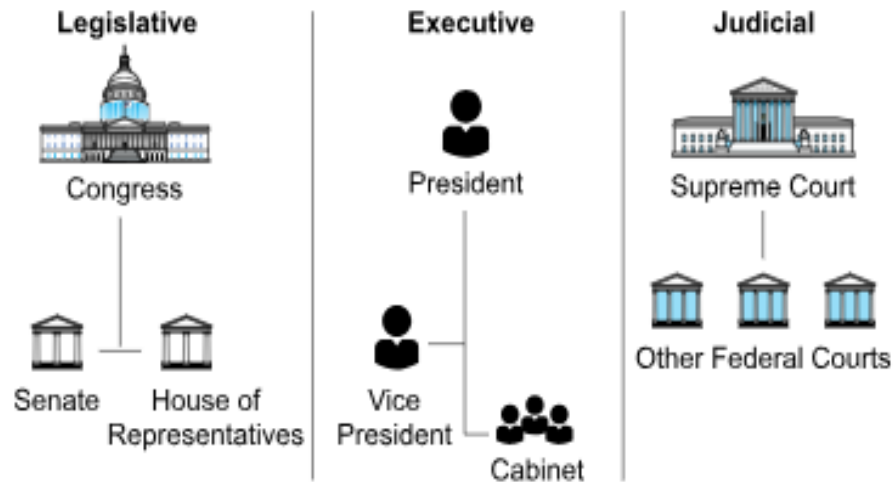 Legislative
Executive
Judicial
Congress
President
Supreme Court
Senate
House of
Representatives
Vice
President
Cabinet
Other Federal Courts